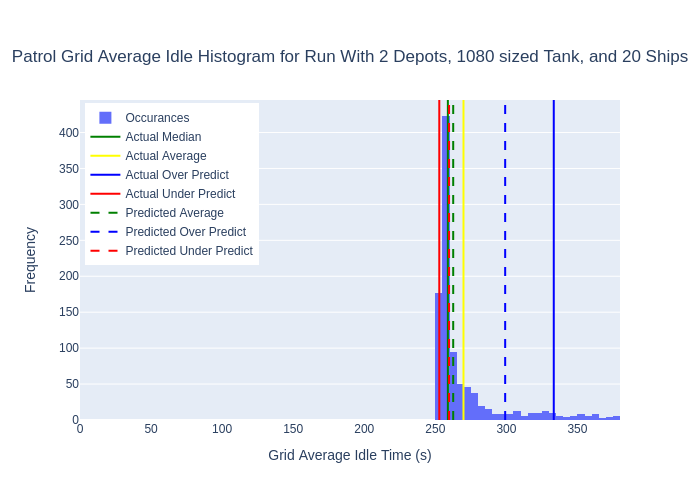 Patrol Grid Average Idle Histogram for Run With 2 Depots, 1080 sized Tank, and 20 Ships
Occurances
Actual Median
Actual Average
Actual Over Predict
Actual Under Predict
Predicted Average
Predicted Over Predict
Predicted Under Predict
400
350
300
250
200
150
100
50
0
Frequency
0 50 100 150 200 250 300 350
Grid Average Idle Time (s)